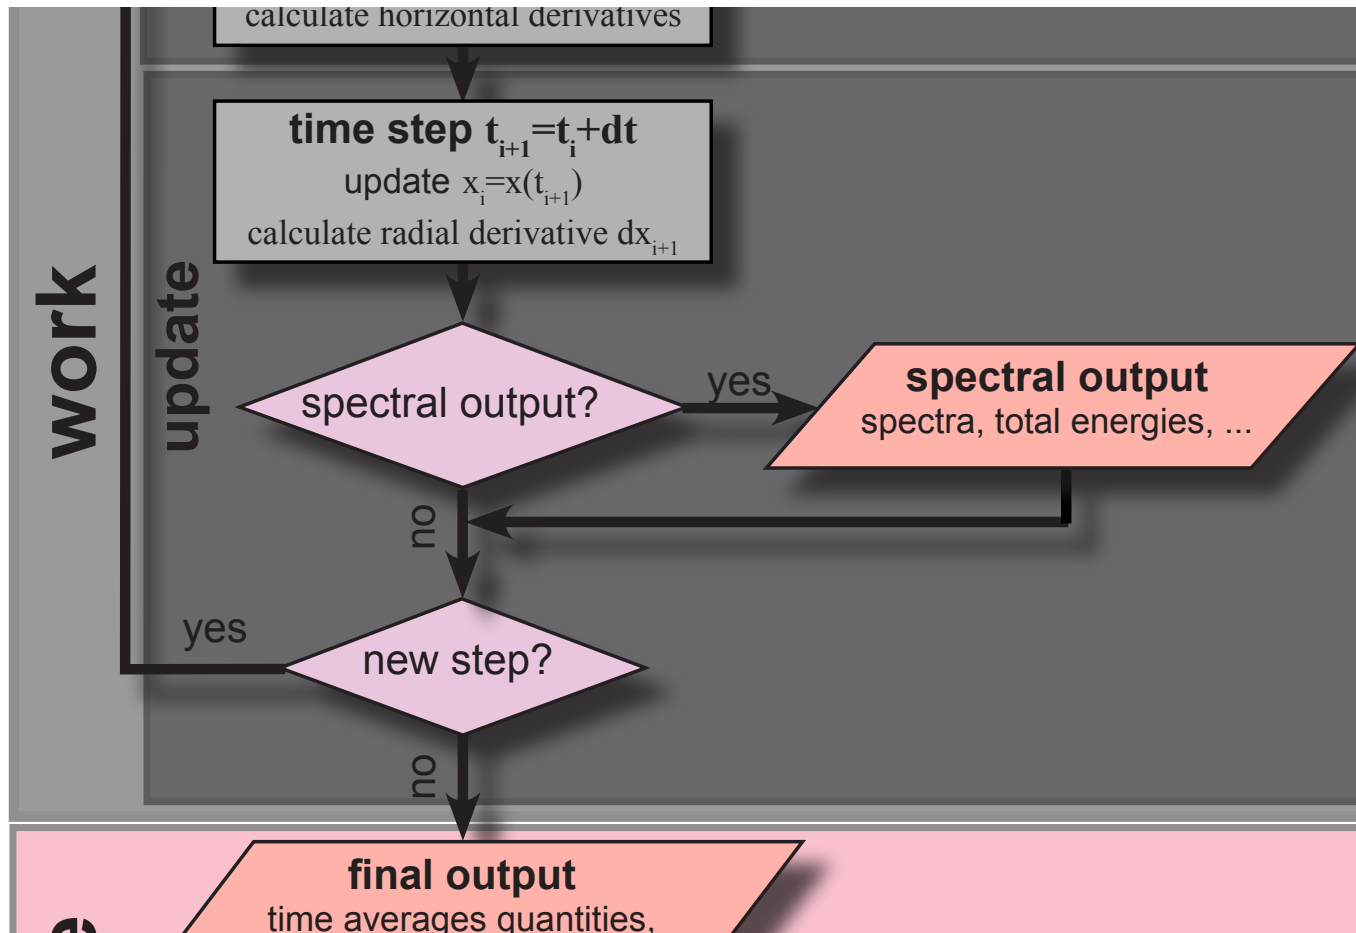 calculate horizontal derivatives
time step tᵢ₊₁=tᵢ+dt
update xᵢ=x(tᵢ₊₁)
calculate radial derivative dxᵢ₊₁
work
update
spectral output?
yes
spectral output
spectra, total energies, ...
no
yes
new step?
no
final output
time averages quantities,
e